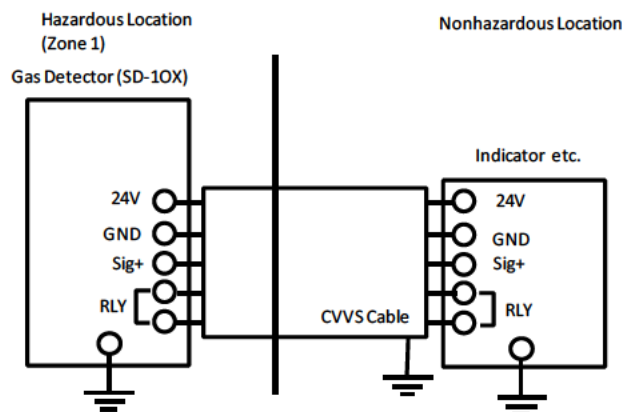 Hazardous Location
(Zone 1)
Nonhazardous Location
Gas Detector (SD-1OX)
Indicator etc.
24V
GND
Sig+
RLY
CVVS Cable
24V
GND
Sig+
RLY